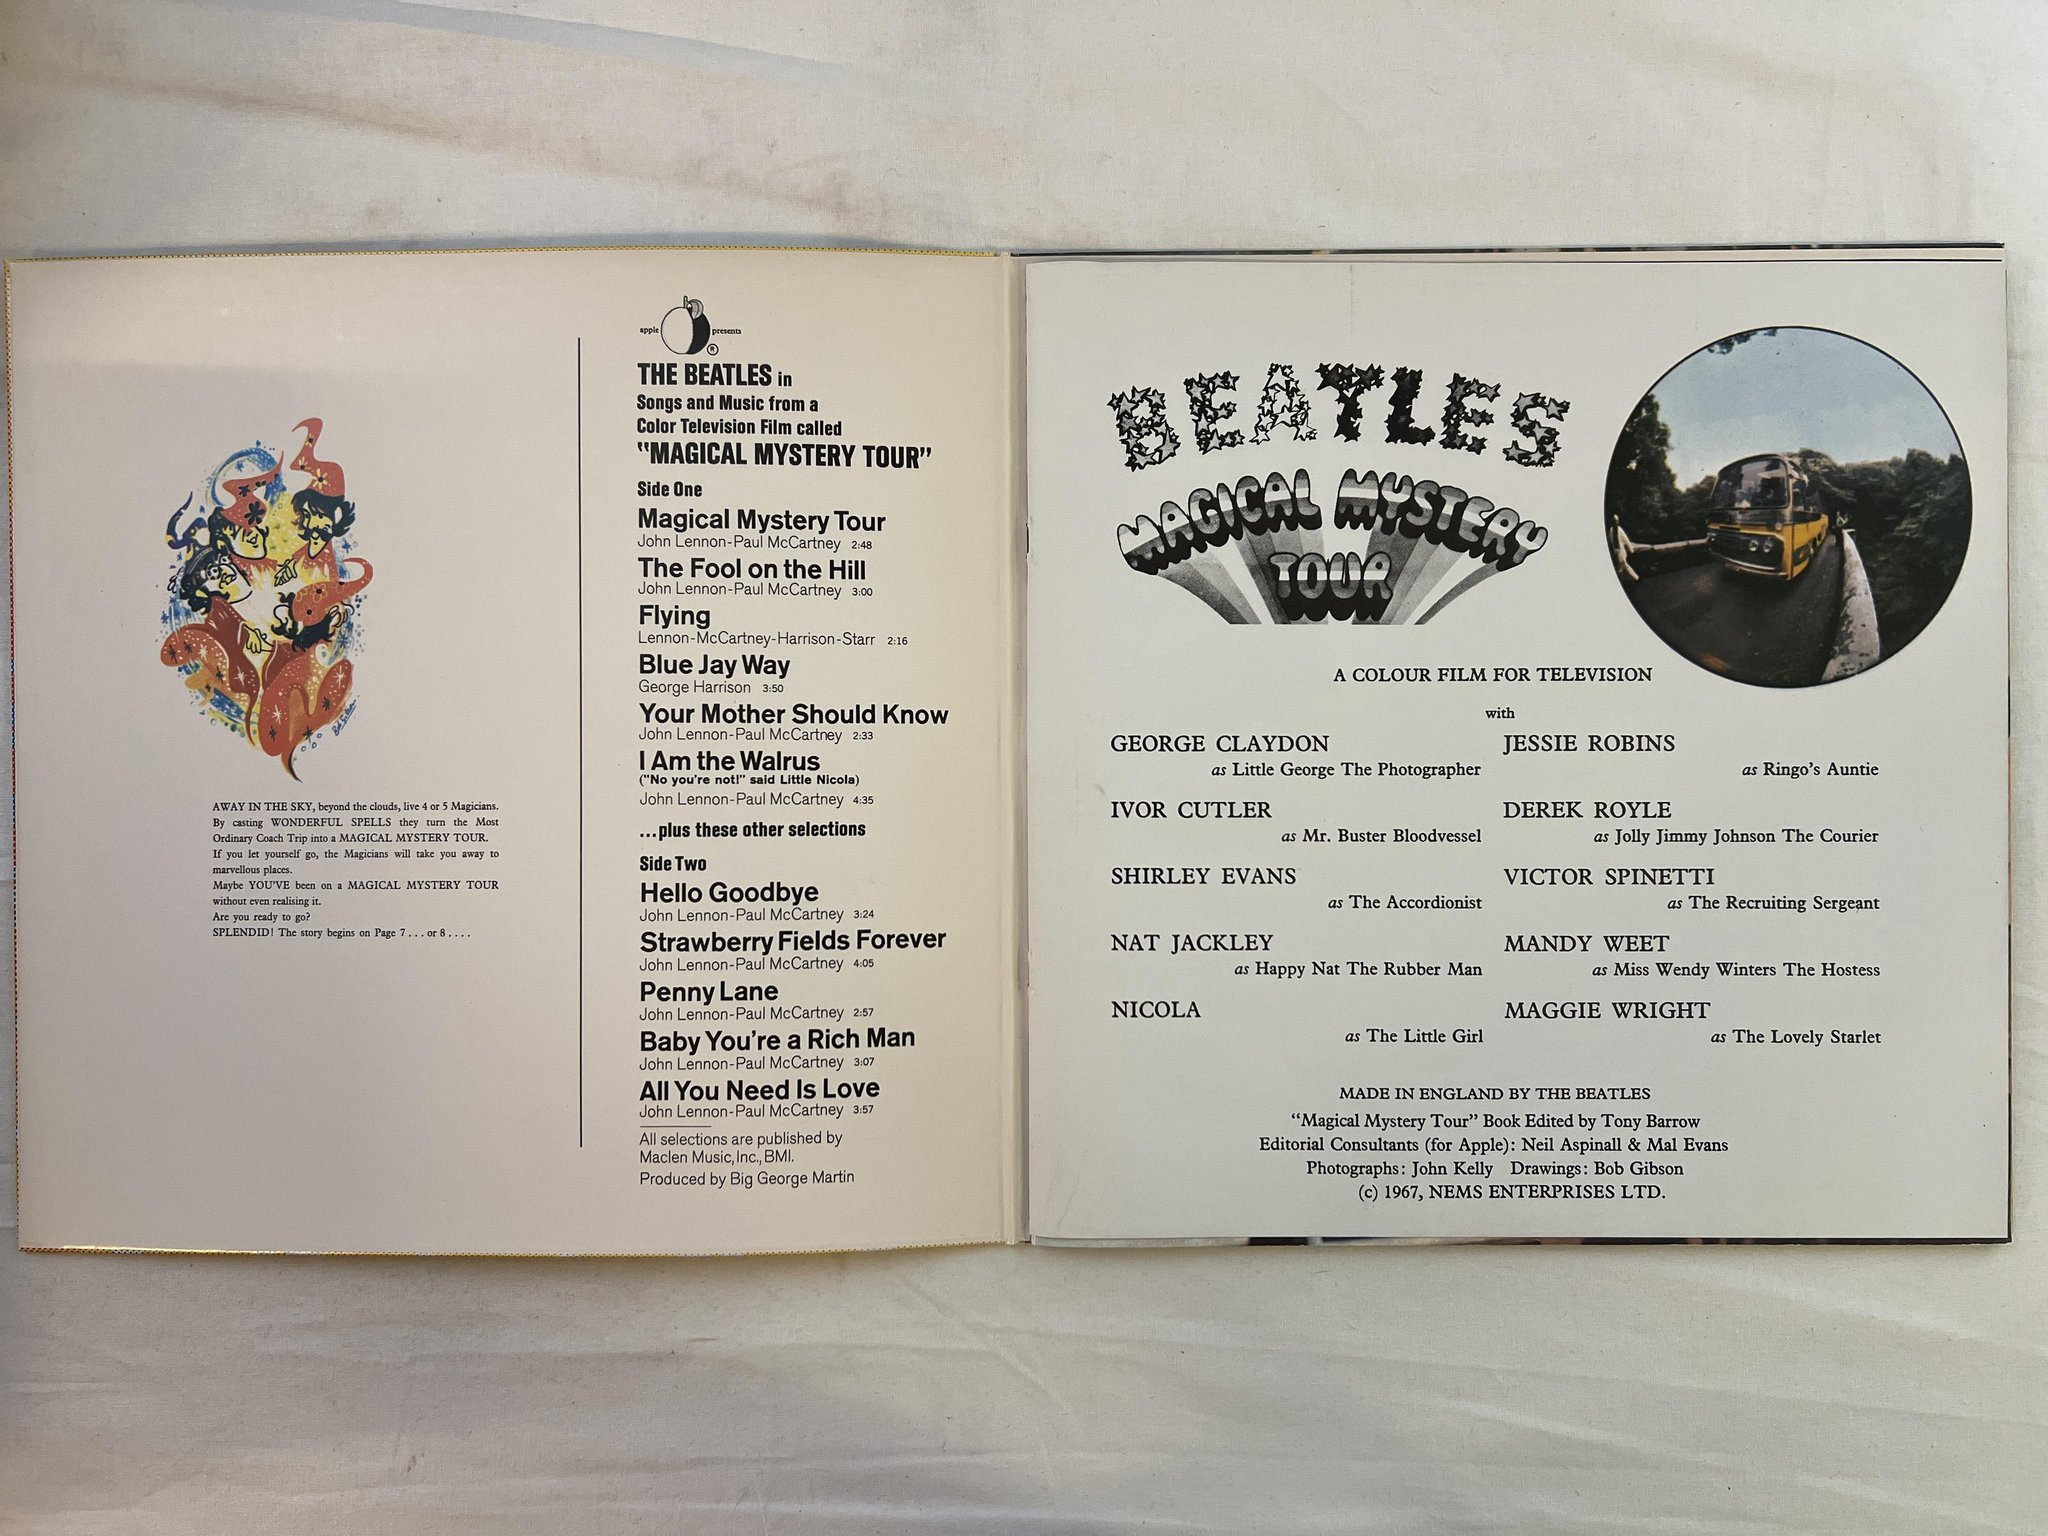 AWAY IN THE SKY, beyond the clouds, live 4 or 5 Magicians.
By casting WONDERFUL SPELLS they turn the Most
Ordinary Coach Trip into a MAGICAL MYSTERY TOUR.
If you let yourself go, the Magicians will take you away to
marvellous places.
Maybe YOU'VE been on a MAGICAL MYSTERY TOUR
without even realising it.
Are you ready to go?
SPLENDID! The story begins on Page 7 . . . or 8 . . . .
apple presents
®
THE BEATLES in
Songs and Music from a
Color Television Film called
"MAGICAL MYSTERY TOUR"
Side One
Magical Mystery Tour
John Lennon-Paul McCartney 2:48
The Fool on the Hill
John Lennon-Paul McCartney 3:00
Flying
Lennon-McCartney-Harrison-Starr 2:16
Blue Jay Way
George Harrison 3:50
Your Mother Should Know
John Lennon-Paul McCartney 2:33
I Am the Walrus
("No you're not!" said Little Nicola)
John Lennon-Paul McCartney 4:35
...plus these other selections
Side Two
Hello Goodbye
John Lennon-Paul McCartney 3:24
Strawberry Fields Forever
John Lennon-Paul McCartney 4:05
Penny Lane
John Lennon-Paul McCartney 2:57
Baby You're a Rich Man
John Lennon-Paul McCartney 3:07
All You Need Is Love
John Lennon-Paul McCartney 3:57
All selections are published by
Maclen Music, Inc., BMI.
Produced by Big George Martin
BEATLES
MAGICAL MYSTERY
TOUR
A COLOUR FILM FOR TELEVISION
with
GEORGE CLAYDON
as Little George The Photographer
JESSIE ROBINS
as Ringo's Auntie
IVOR CUTLER
as Mr. Buster Bloodvessel
DEREK ROYLE
as Jolly Jimmy Johnson The Courier
SHIRLEY EVANS
as The Accordionist
VICTOR SPINETTI
as The Recruiting Sergeant
NAT JACKLEY
as Happy Nat The Rubber Man
MANDY WEET
as Miss Wendy Winters The Hostess
NICOLA
as The Little Girl
MAGGIE WRIGHT
as The Lovely Starlet
MADE IN ENGLAND BY THE BEATLES
"Magical Mystery Tour" Book Edited by Tony Barrow
Editorial Consultants (for Apple): Neil Aspinall & Mal Evans
Photographs: John Kelly Drawings: Bob Gibson
(c) 1967, NEMS ENTERPRISES LTD.